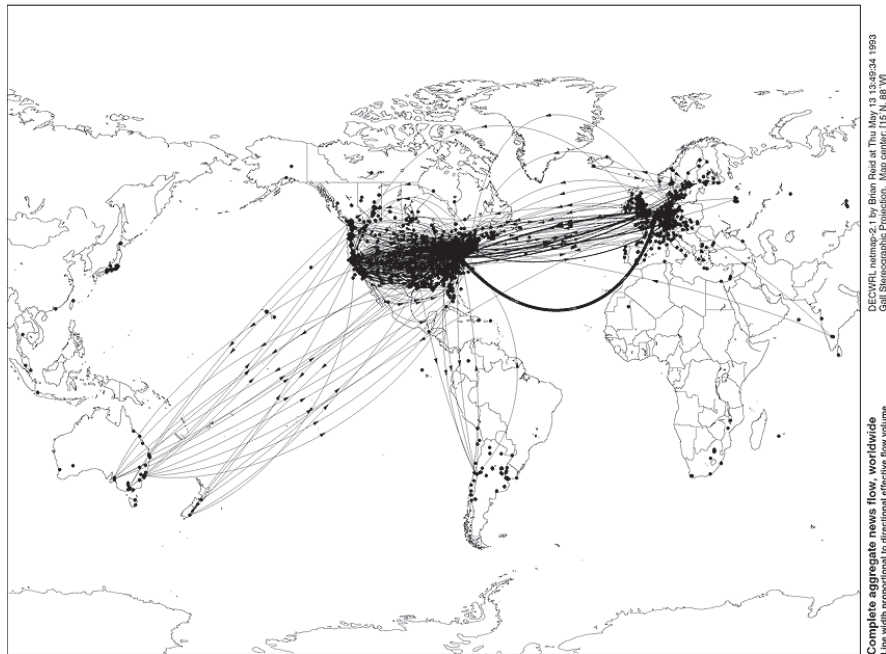 Complete aggregate news flow, worldwide
Line width proportional to directional effective flow volume
DECWRL netmap-2.1 by Brian Reid at Thu May 13 13:49:34 1993
Gall Stereographic Projection. Map center: [15 N, 88 W]